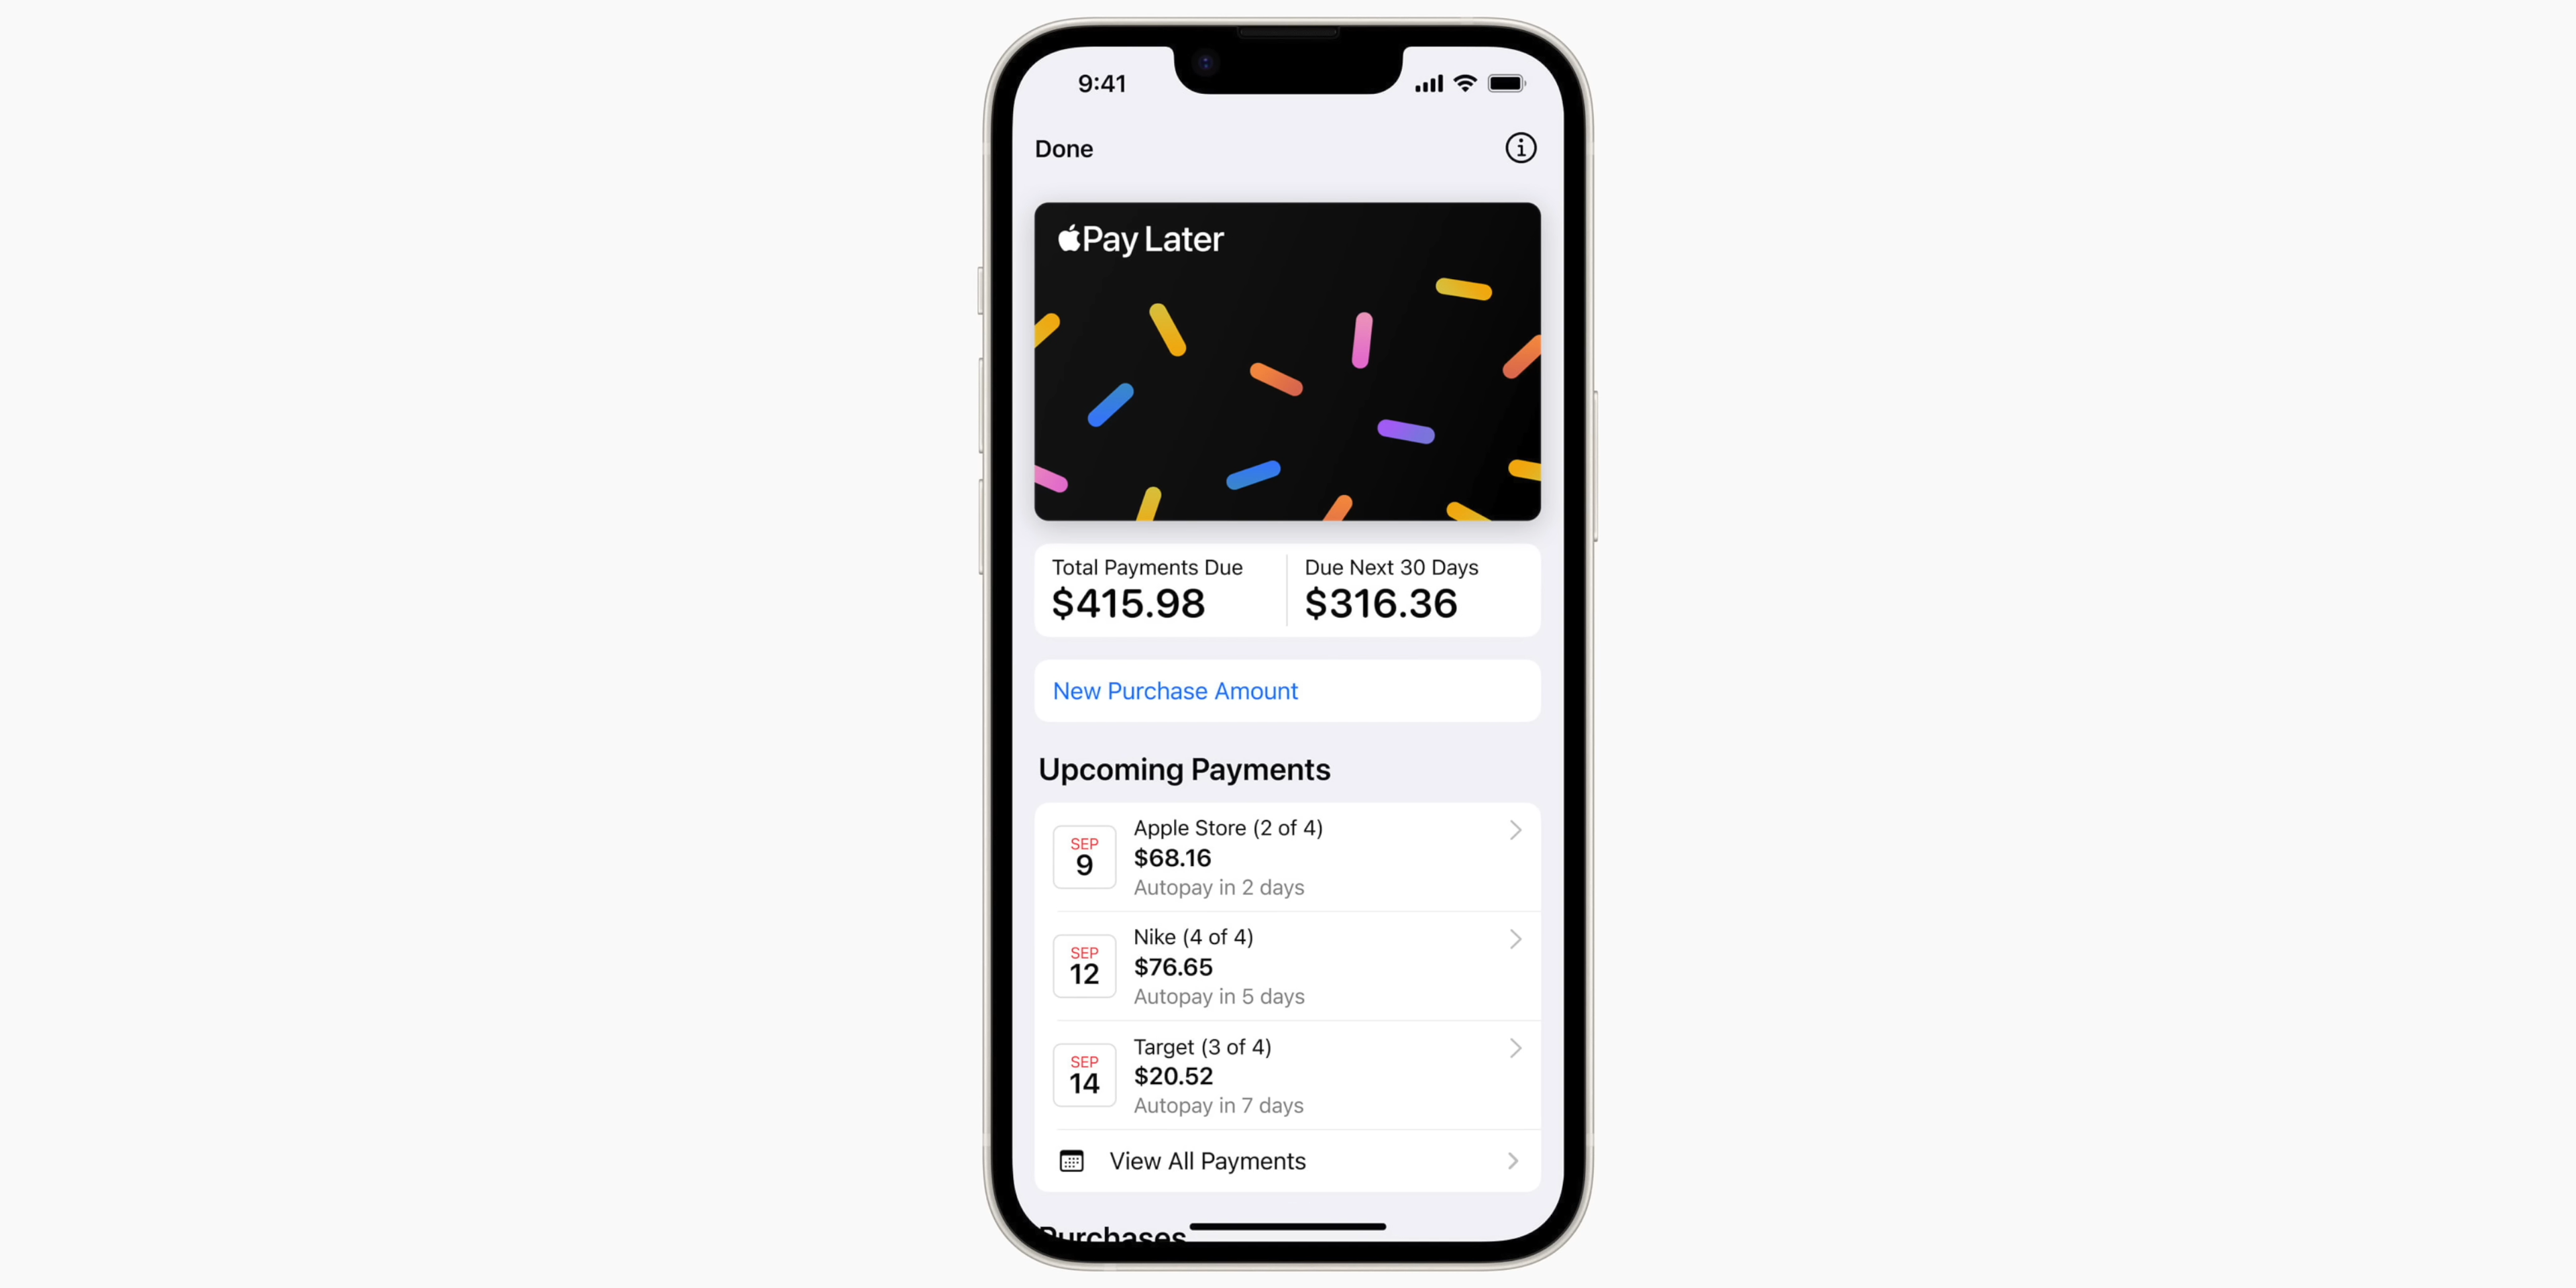 9:41
Done
Pay Later
Total Payments Due
$415.98
Due Next 30 Days
$316.36
New Purchase Amount
Upcoming Payments
SEP
9
Apple Store (2 of 4)
$68.16
Autopay in 2 days
SEP
12
Nike (4 of 4)
$76.65
Autopay in 5 days
SEP
14
Target (3 of 4)
$20.52
Autopay in 7 days
View All Payments
Purchases